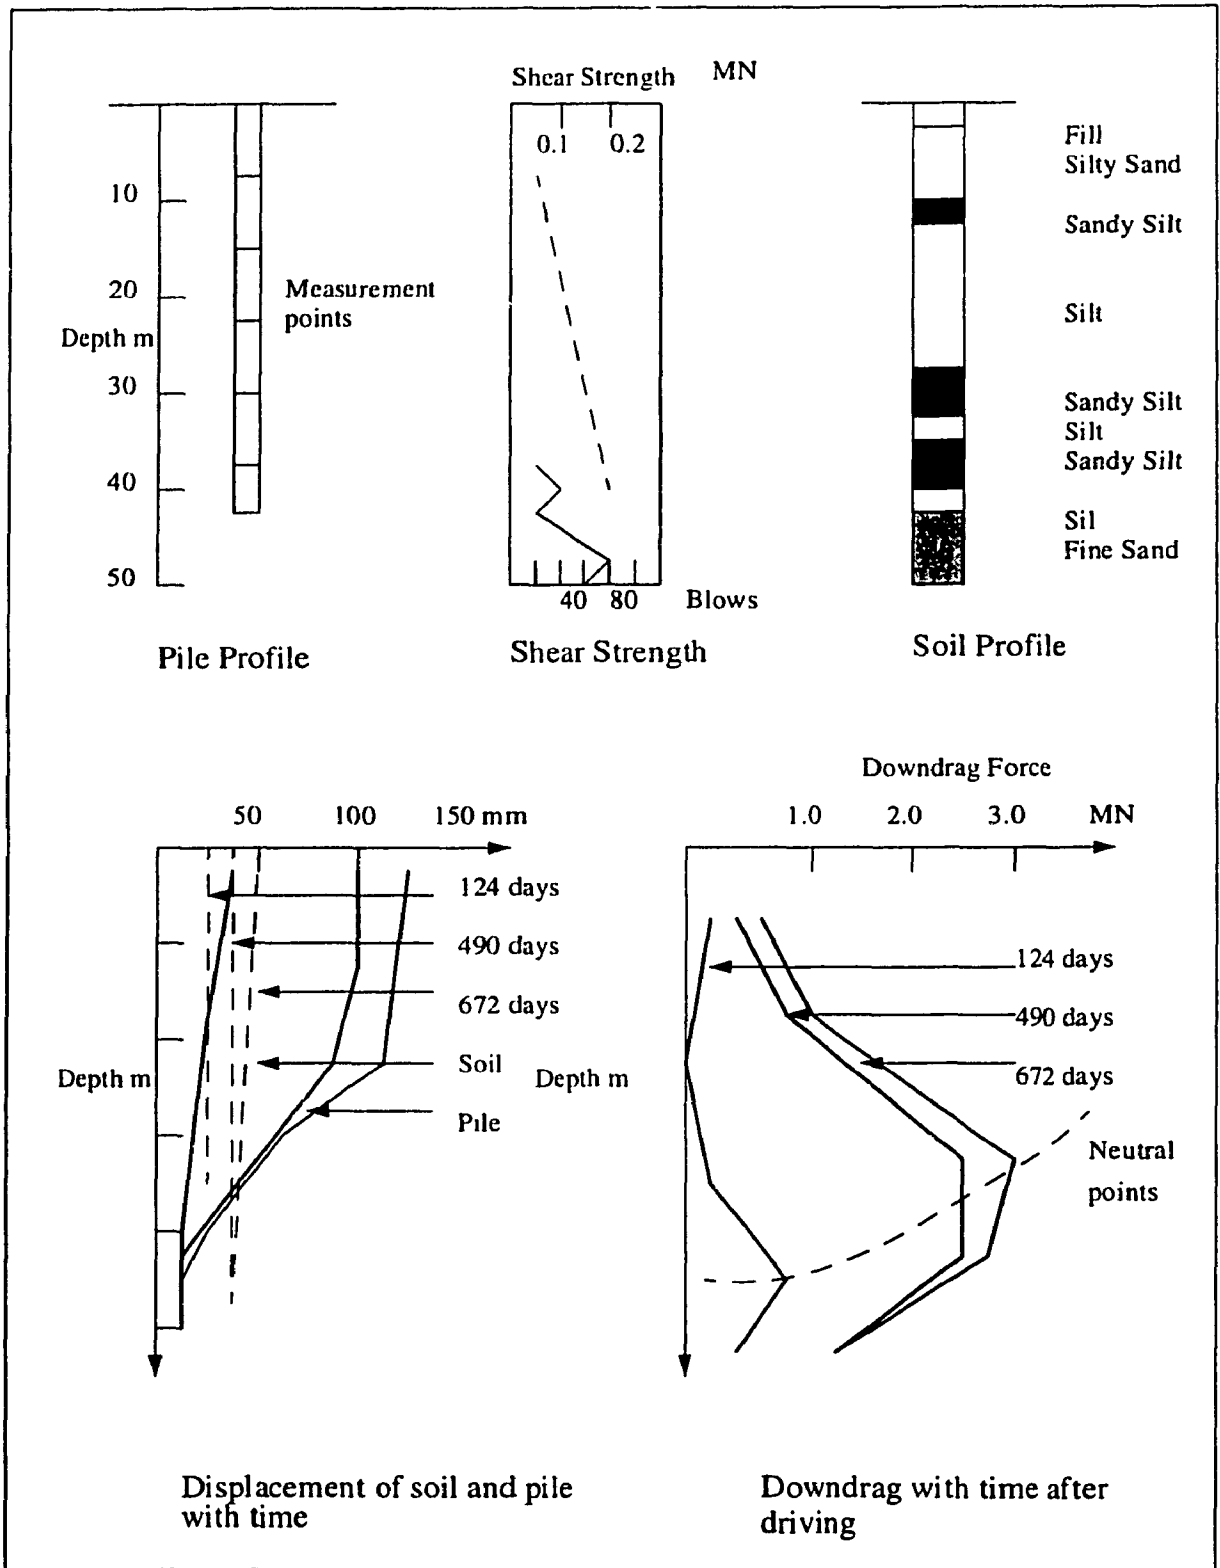 Shear Strength MN
0.1 0.2
10
20
Depth m
30
40
50
Measurement
points
40 80 Blows
Fill
Silty Sand
Sandy Silt
Silt
Sandy Silt
Silt
Sandy Silt
Sil
Fine Sand
Pile Profile
Shear Strength
Soil Profile
50 100 150 mm
124 days
490 days
672 days
Soil
Pile
Depth m
Downdrag Force
1.0 2.0 3.0 MN
124 days
490 days
672 days
Depth m
Neutral
points
Displacement of soil and pile
with time
Downdrag with time after
driving